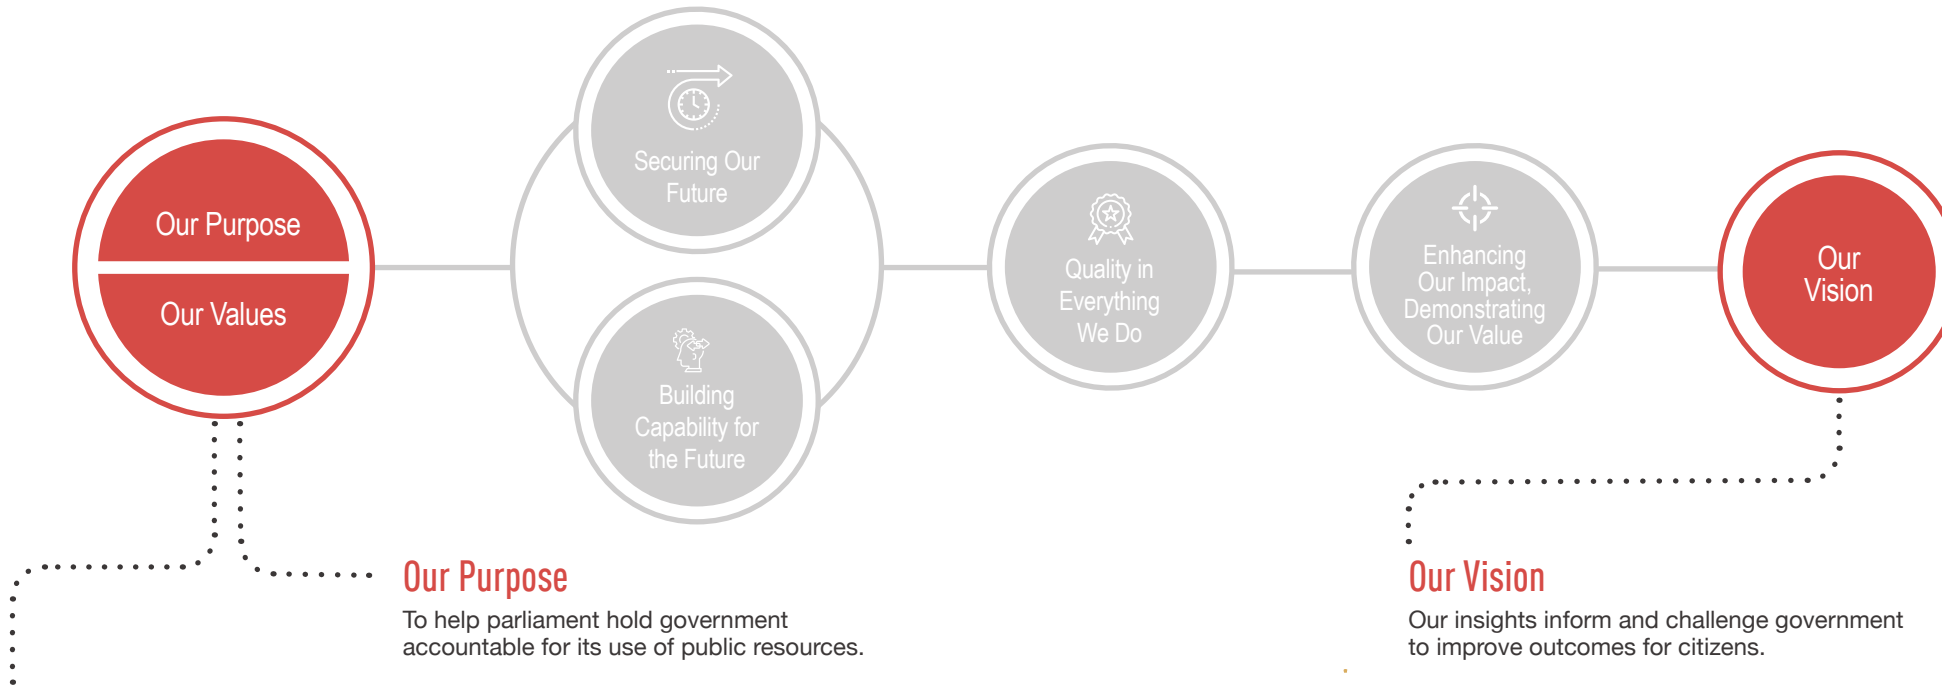 Our Purpose
Our Values
Securing Our
Future
Building
Capability for
the Future
Quality in
Everything
We Do
Enhancing
Our Impact,
Demonstrating
Our Value
Our
Vision
Our Purpose
To help parliament hold government
accountable for its use of public resources.
Our Vision
Our insights inform and challenge government
to improve outcomes for citizens.